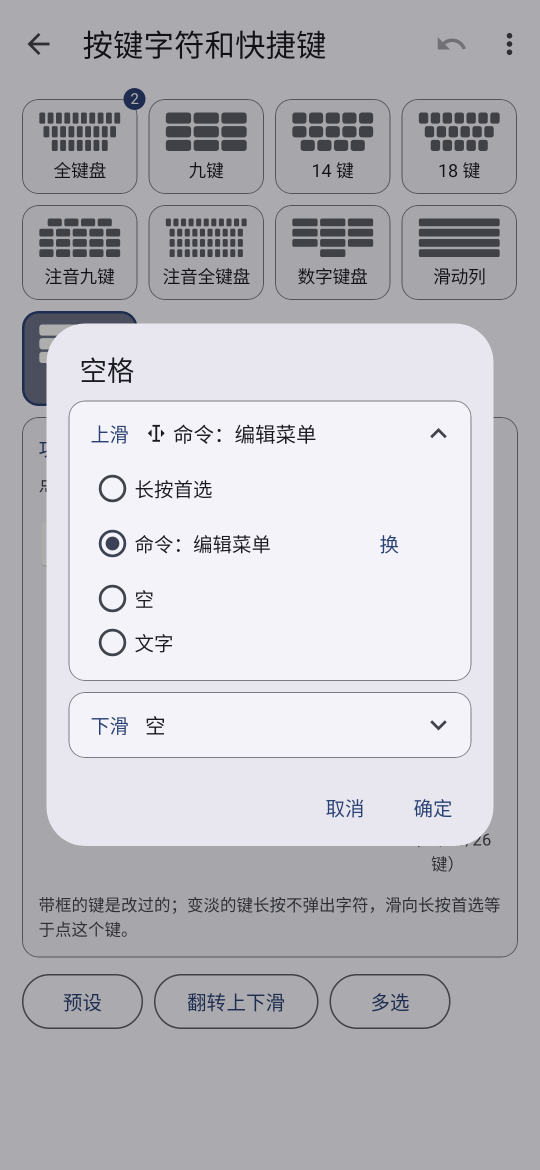 按键字符和快捷键
2
全键盘
九键
14 键
18 键
注音九键
注音全键盘
数字键盘
滑动列
空格
上滑 命令：编辑菜单
长按首选
命令：编辑菜单 换
空
文字
下滑 空
取消 确定
26
键）
带框的键是改过的；变淡的键长按不弹出字符，滑向长按首选等
于点这个键。
预设
翻转上下滑
多选